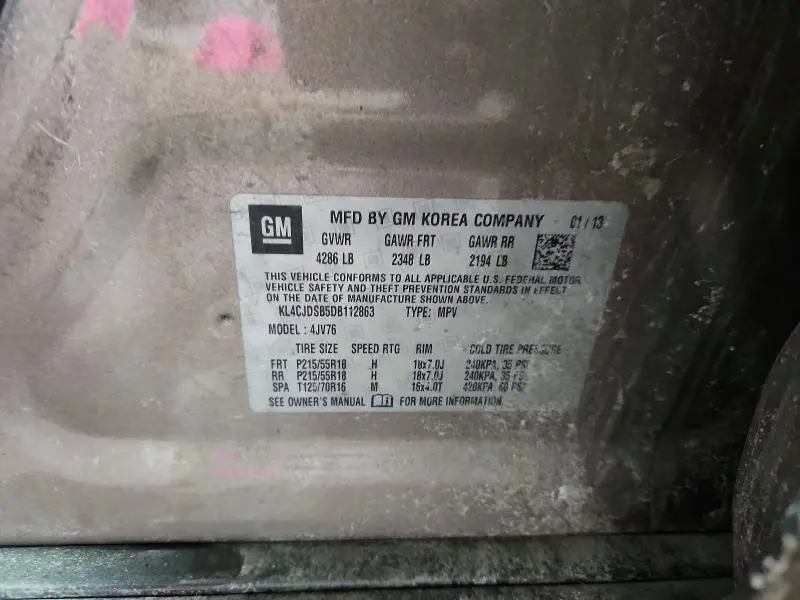 GM
MFD BY GM KOREA COMPANY 01/13
GVWR GAWR FRT GAWR RR
4286 LB 2348 LB 2194 LB
THIS VEHICLE CONFORMS TO ALL APPLICABLE U.S. FEDERAL MOTOR
VEHICLE SAFETY AND THEFT PREVENTION STANDARDS IN EFFECT
ON THE DATE OF MANUFACTURE SHOWN ABOVE.
KL4CJDSB5DB112863 TYPE: MPV
MODEL: 4JV76
TIRE SIZE SPEED RTG RIM COLD TIRE PRESSURE
FRT P215/55R18 H 18x7.0J 240KPA, 35 PSI
RR P215/55R18 H 18x7.0J 240KPA, 35 PSI
SPA T125/70R16 M 16x4.0T 420KPA, 60 PSI
SEE OWNER'S MANUAL FOR MORE INFORMATION.